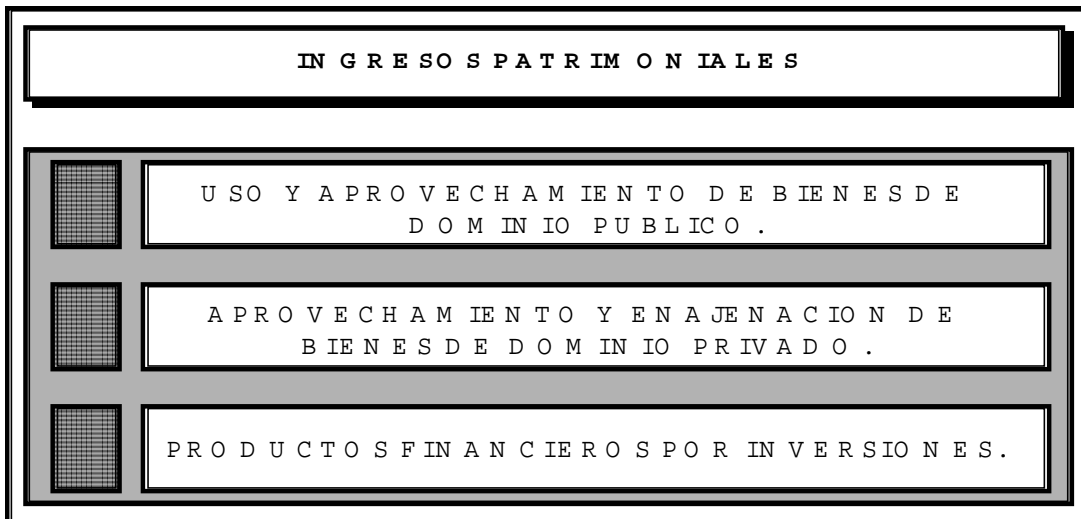 INGRESOS PATRIMONIALES
USO Y APROVECHAMIENTO DE BIENES DE
DOMINIO PUBLICO.
APROVECHAMIENTO Y ENAJENACION DE
BIENES DE DOMINIO PRIVADO.
PRODUCTOS FINANCIEROS POR INVERSIONES.